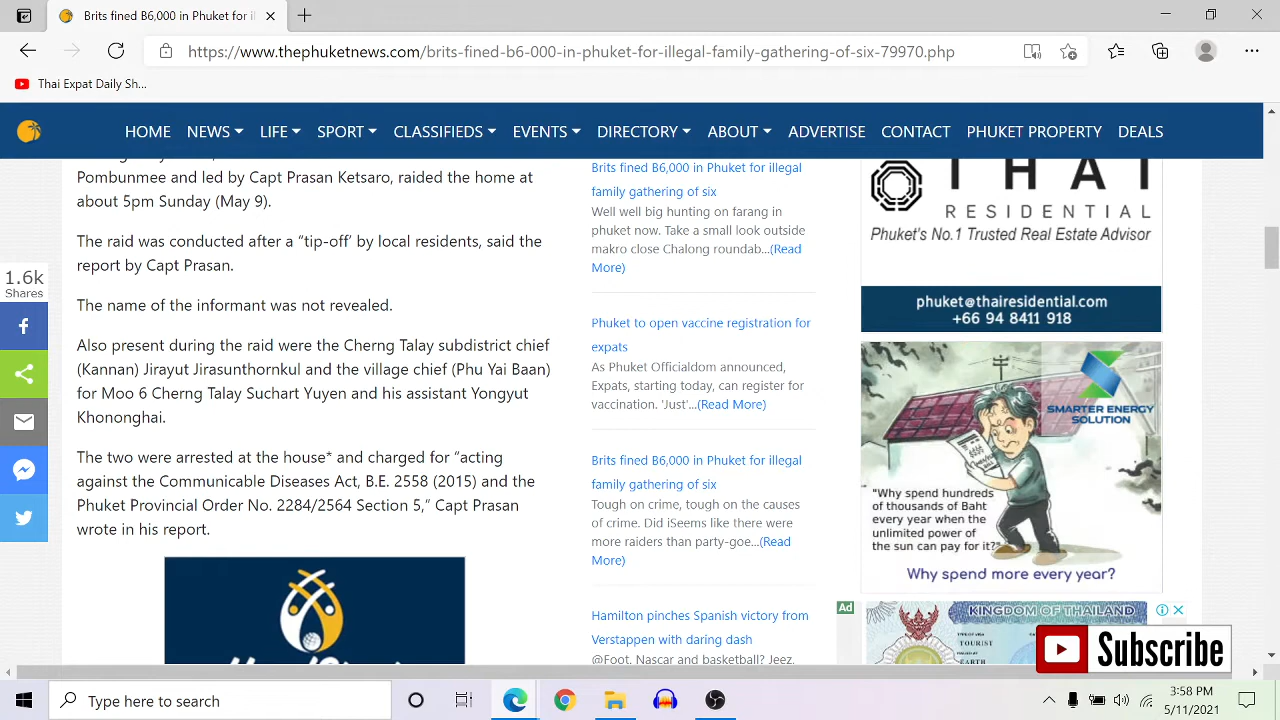 Brits fined B6,000 in Phuket for i
https://www.thephuketnews.com/brits-fined-b6-000-in-phuket-for-illegal-family-gathering-of-six-79970.php
Thai Expat Daily Sh...
HOME NEWS LIFE SPORT CLASSIFIEDS EVENTS DIRECTORY ABOUT ADVERTISE CONTACT PHUKET PROPERTY DEALS
1.6k
Shares
Pombunmee and led by Capt Prasan Ketsaro, raided the home at
about 5pm Sunday (May 9).
The raid was conducted after a “tip-off’ by local residents, said the
report by Capt Prasan.
The name of the informant was not revealed.
Also present during the raid were the Cherng Talay subdistrict chief
(Kannan) Jirayut Jirasunthornkul and the village chief (Phu Yai Baan)
for Moo 6 Cherng Talay Suchart Yuyen and his assistant Yongyut
Khononghai.
The two were arrested at the house* and charged for “acting
against the Communicable Diseases Act, B.E. 2558 (2015) and the
Phuket Provincial Order No. 2284/2564 Section 5,” Capt Prasan
wrote in his report.
Brits fined B6,000 in Phuket for illegal
family gathering of six
Well well big hunting on farang in
phuket now. Take a small look outside
makro close Chalong roundab...(Read
More)
Phuket to open vaccine registration for
expats
As Phuket Officialdom announced,
Expats, starting today, can register for
vaccination. 'Just'...(Read More)
Brits fined B6,000 in Phuket for illegal
family gathering of six
Tough on crime, tough on the causes
of crime. Did iSeems like there were
more raiders than party-goe...(Read
More)
Hamilton pinches Spanish victory from
Verstappen with daring dash
@Foot. Nascar and basketball? Jeez.
THAI
RESIDENTIAL
Phuket's No.1 Trusted Real Estate Advisor
phuket@thairesidential.com
+66 94 8411 918
SMARTER ENERGY
SOLUTION
"Why spend hundreds
of thousands of Baht
every year when the
unlimited power of
the sun can pay for it?"
Why spend more every year?
Ad
KINGDOM OF THAILAND
TYPE OF VISA
TOURIST
Subscribe
Type here to search
3:58 PM
5/11/2021